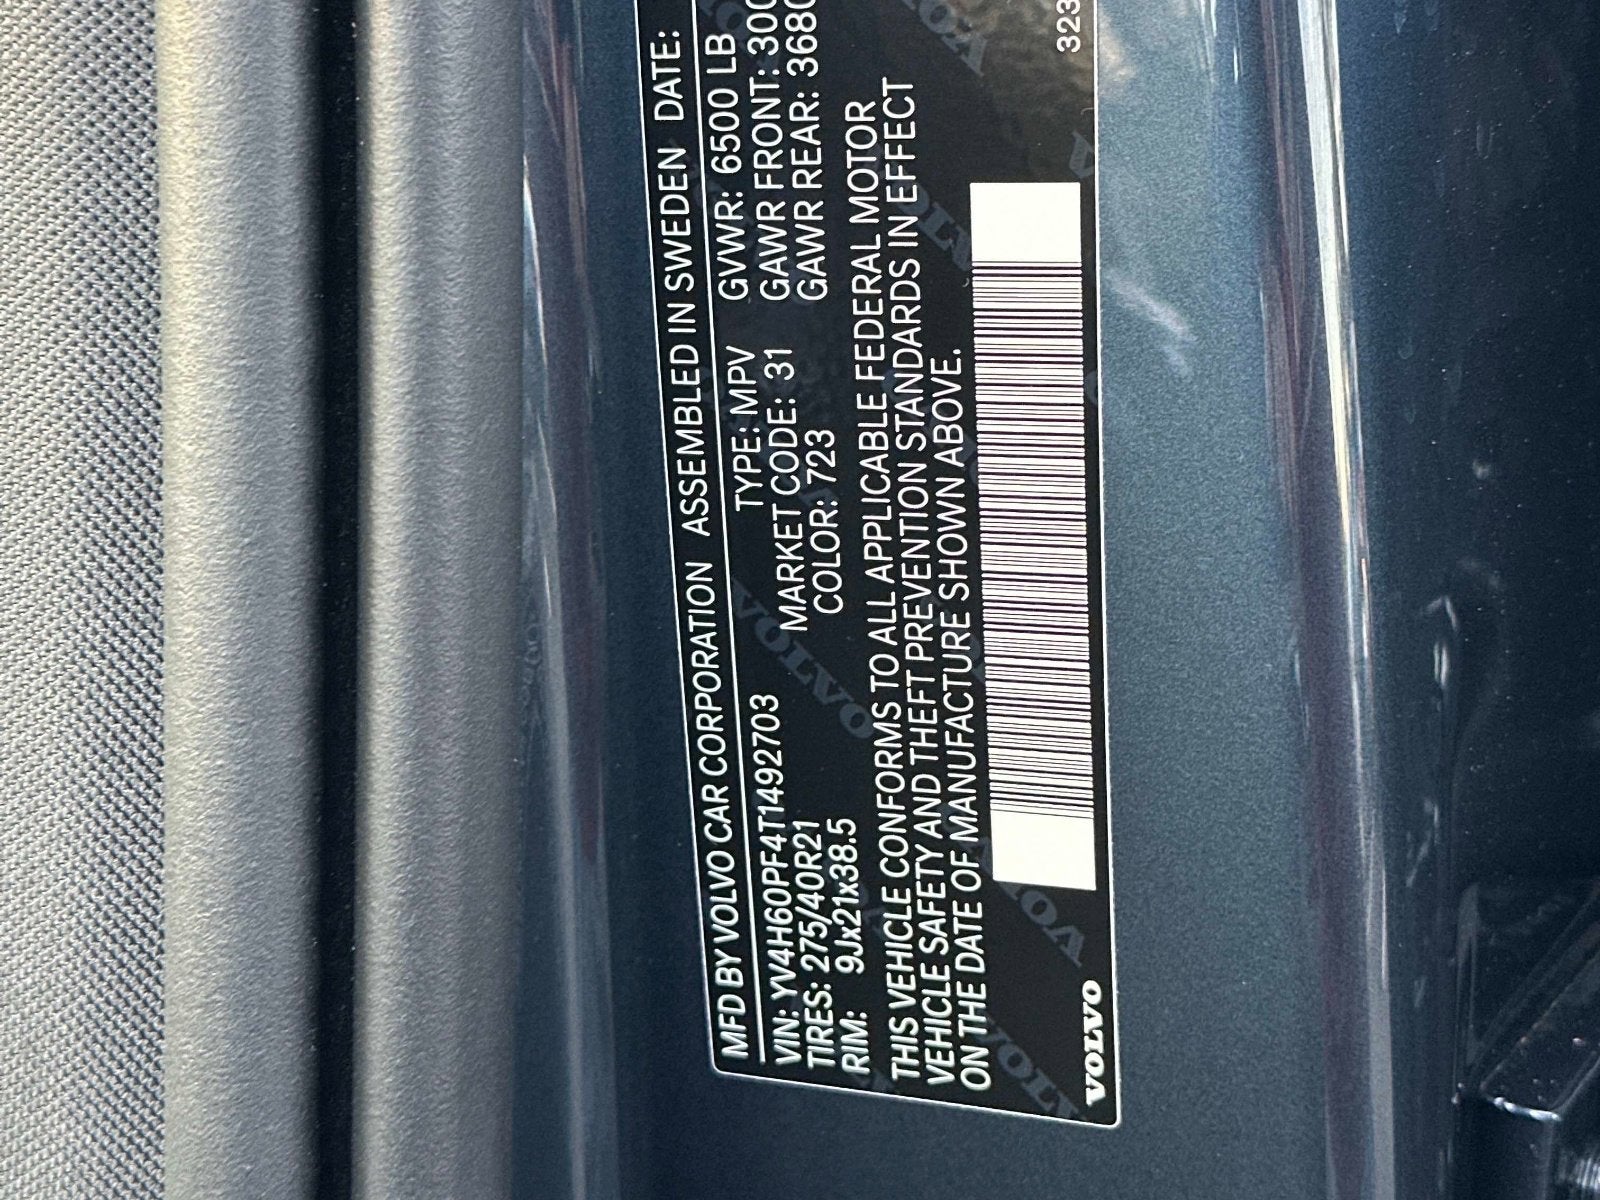 MFD BY VOLVO CAR CORPORATION ASSEMBLED IN SWEDEN DATE:
VIN: YV4H60PF4T1492703 TYPE: MPV GVWR: 6500 LB
TIRES: 275/40R21 MARKET CODE: 31 GAWR FRONT: 300
RIM: 9Jx21x38.5 COLOR: 723 GAWR REAR: 3680
THIS VEHICLE CONFORMS TO ALL APPLICABLE FEDERAL MOTOR
VEHICLE SAFETY AND THEFT PREVENTION STANDARDS IN EFFECT
ON THE DATE OF MANUFACTURE SHOWN ABOVE.
VOLVO 323